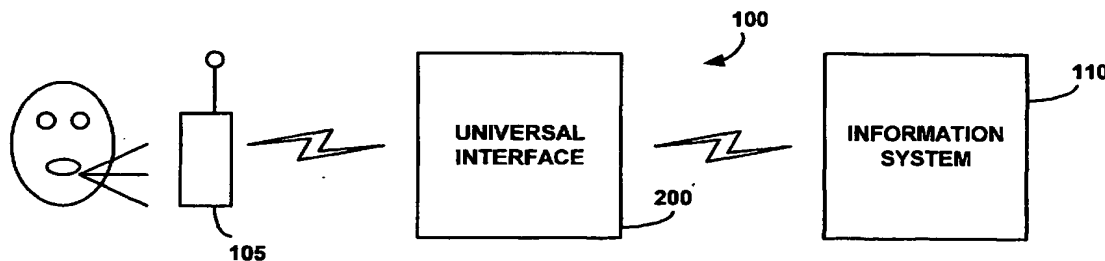 100
110
UNIVERSAL
INTERFACE
INFORMATION
SYSTEM
200
105